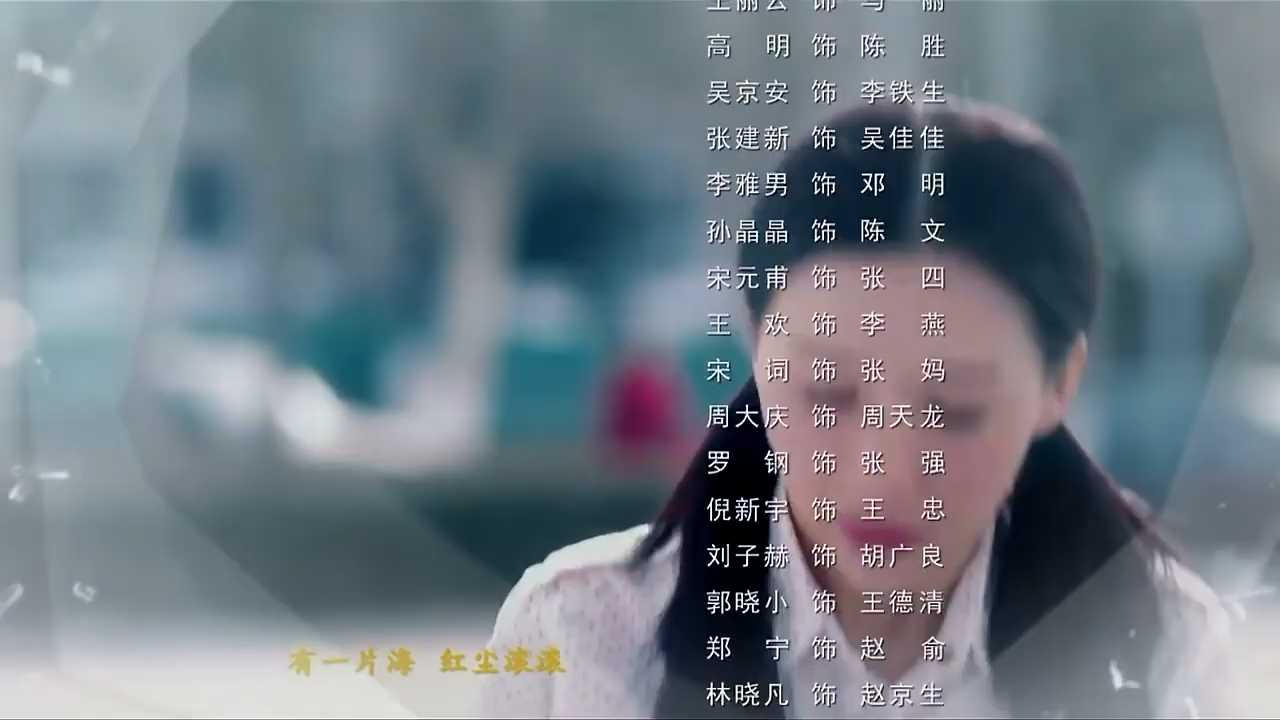 高明 饰 陈胜
吴京安 饰 李铁生
张建新 饰 吴佳佳
李雅男 饰 邓明
孙晶晶 饰 陈文
宋元甫 饰 张四
王欢 饰 李燕
宋词 饰 张妈
周大庆 饰 周天龙
罗钢 饰 张强
倪新宇 饰 王忠
刘子赫 饰 胡广良
郭晓小 饰 王德清
郑宁 饰 赵俞
林晓凡 饰 赵京生
有一片海 红尘滚滚